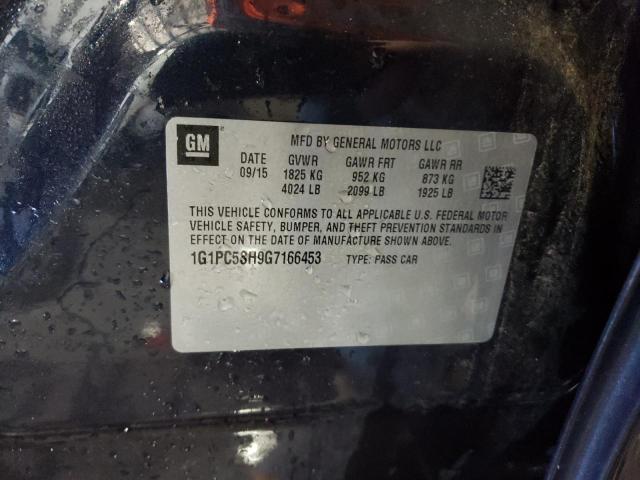 GM
MFD BY GENERAL MOTORS LLC
DATE GVWR GAWR FRT GAWR RR
09/15 1825 KG 952 KG 873 KG
4024 LB 2099 LB 1925 LB
THIS VEHICLE CONFORMS TO ALL APPLICABLE U.S. FEDERAL MOTOR
VEHICLE SAFETY, BUMPER, AND THEFT PREVENTION STANDARDS
IN EFFECT ON THE DATE OF MANUFACTURE SHOWN ABOVE.
1G1PC5SH9G7166453 TYPE: PASS CAR